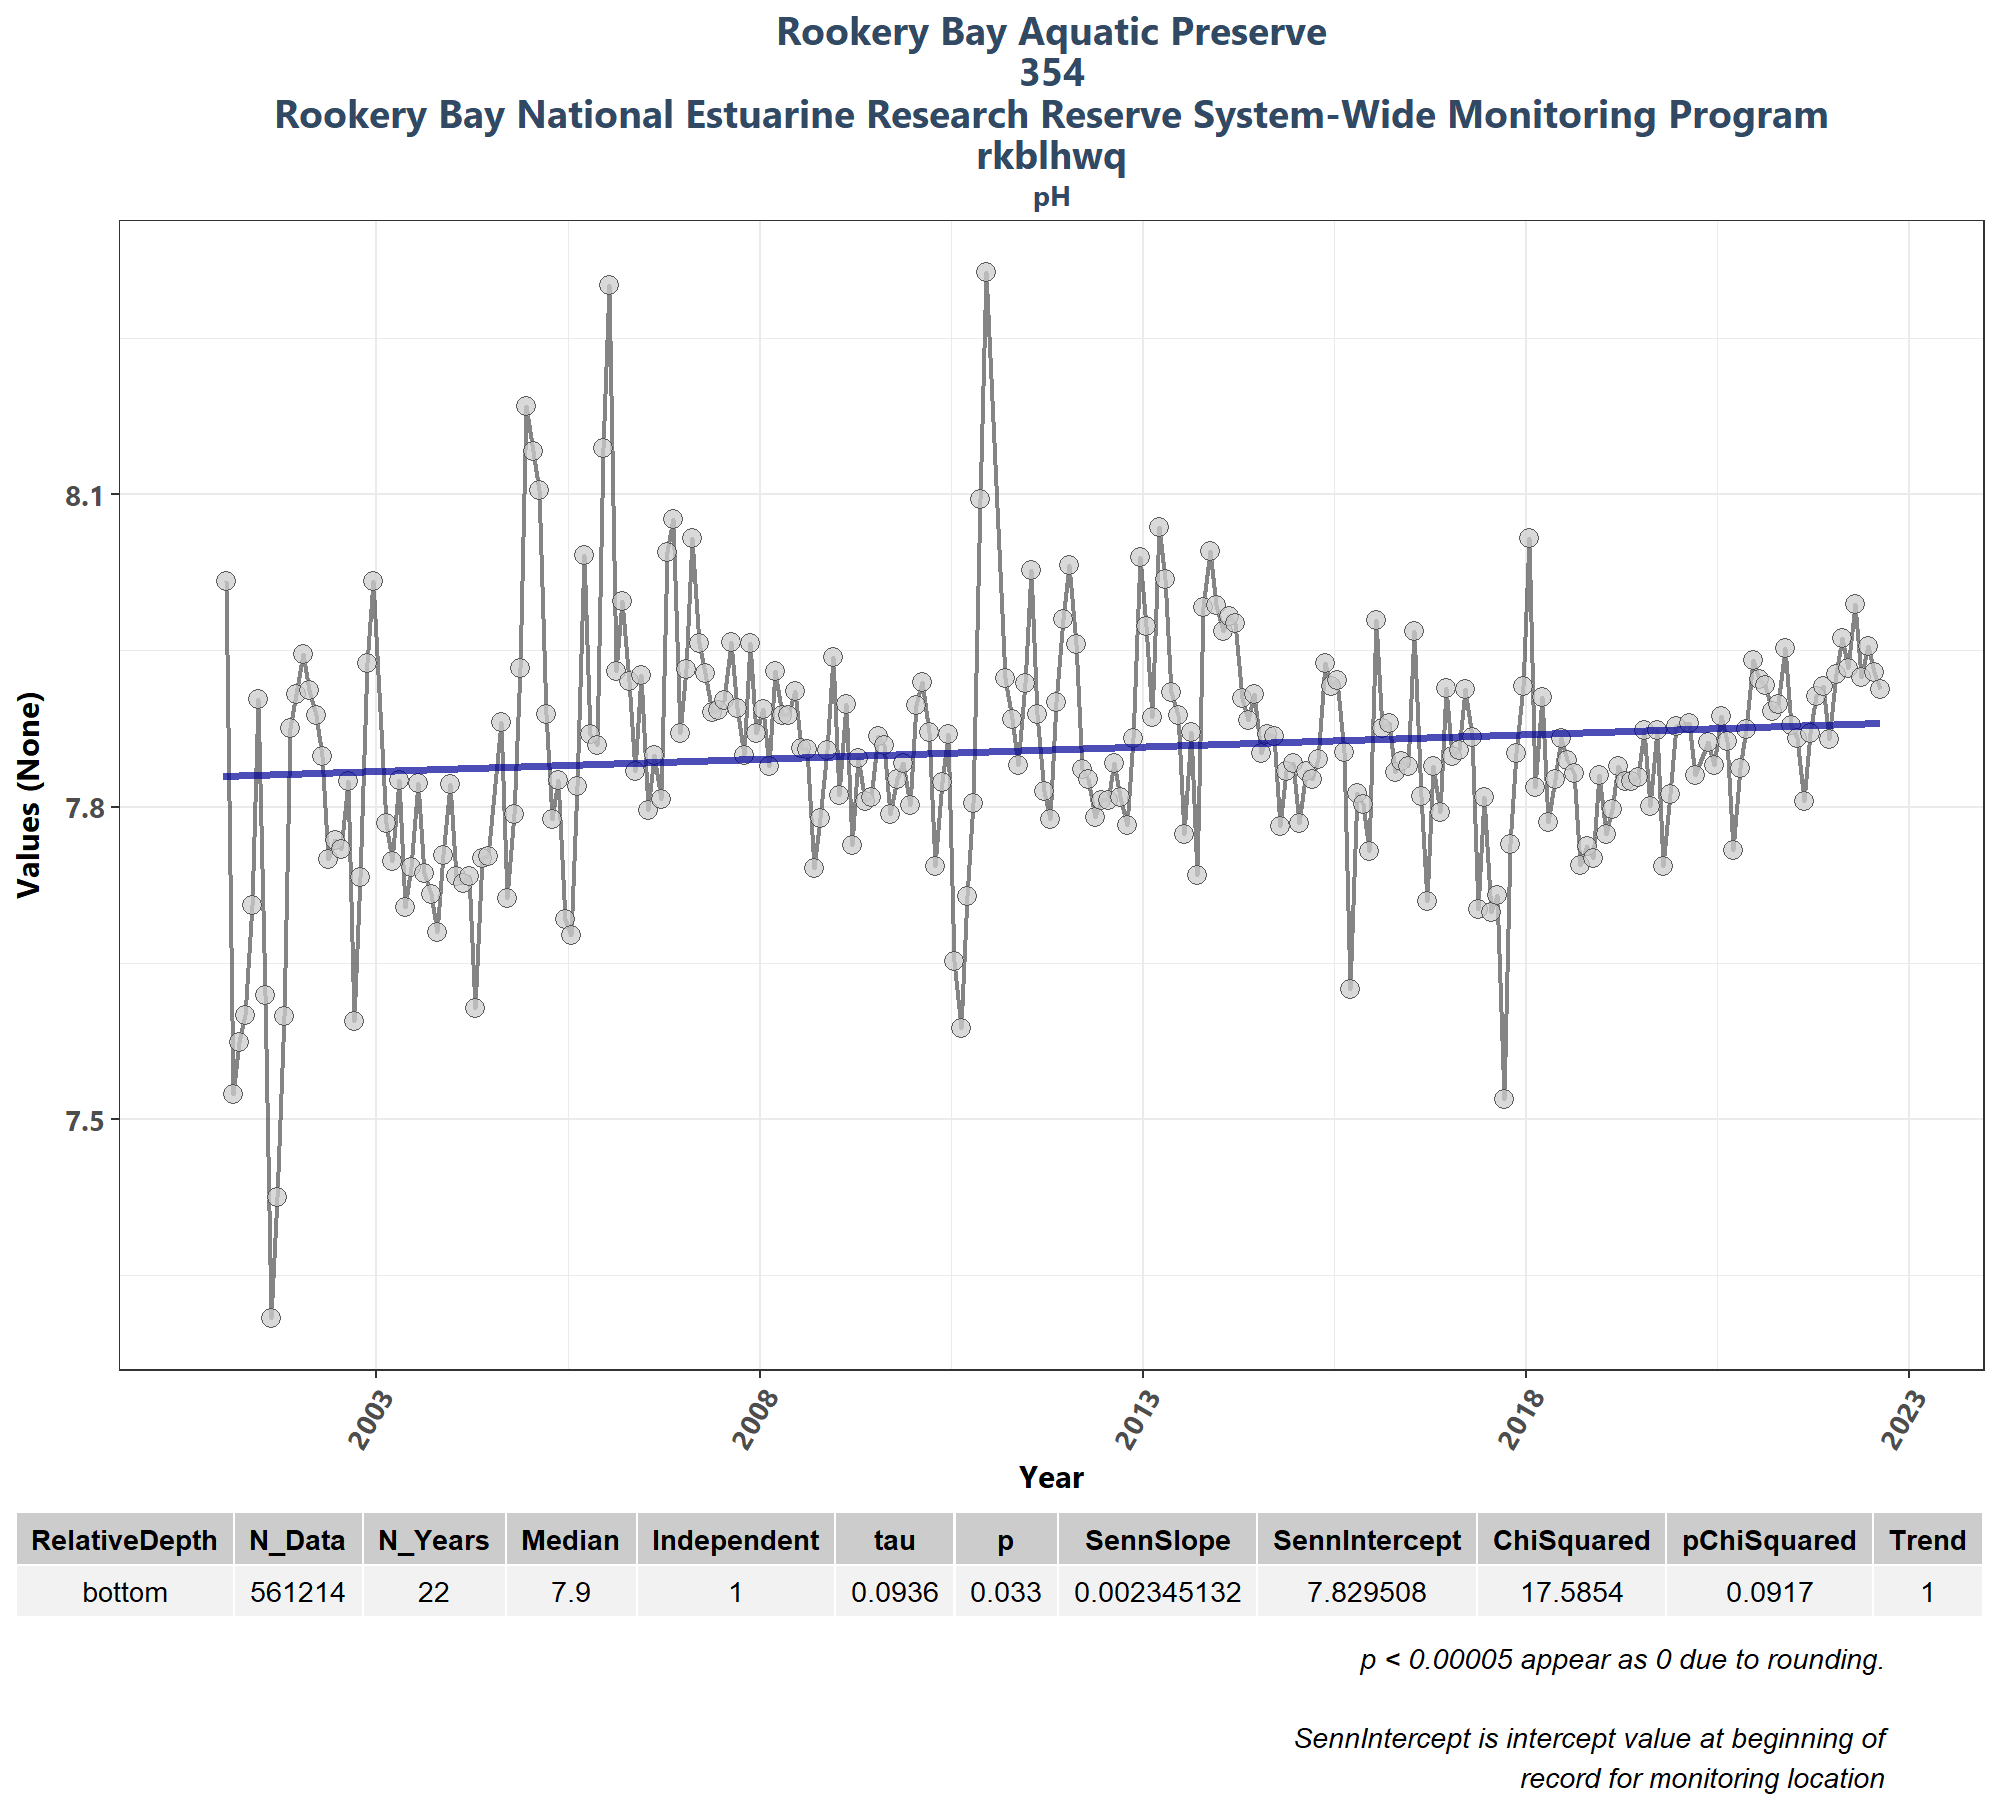 Rookery Bay Aquatic Preserve
354
Rookery Bay National Estuarine Research Reserve System-Wide Monitoring Program
rkblhwq
pH
Values (None)
8.1
7.8
7.5
2003 2008 2013 2018 2023
Year
RelativeDepth N_Data N_Years Median Independent tau p SennSlope SennIntercept ChiSquared pChiSquared Trend
bottom 561214 22 7.9 1 0.0936 0.033 0.002345132 7.829508 17.5854 0.0917 1
p < 0.00005 appear as 0 due to rounding.
SennIntercept is intercept value at beginning of
record for monitoring location